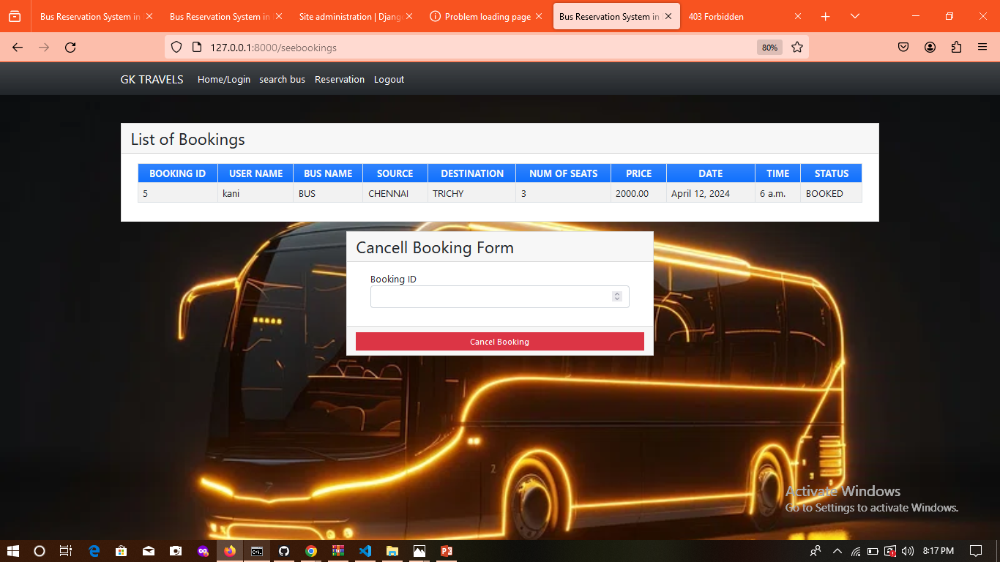 Bus Reservation System in
Bus Reservation System in
Site administration | Djang
Problem loading page
Bus Reservation System in
403 Forbidden
127.0.0.1:8000/seebookings
80%
GK TRAVELS Home/Login search bus Reservation Logout
List of Bookings
BOOKING ID USER NAME BUS NAME SOURCE DESTINATION NUM OF SEATS PRICE DATE TIME STATUS
5 kani BUS CHENNAI TRICHY 3 2000.00 April 12, 2024 6 a.m. BOOKED
Cancell Booking Form
Booking ID
Cancel Booking
Activate Windows
Go to Settings to activate Windows.
8:17 PM